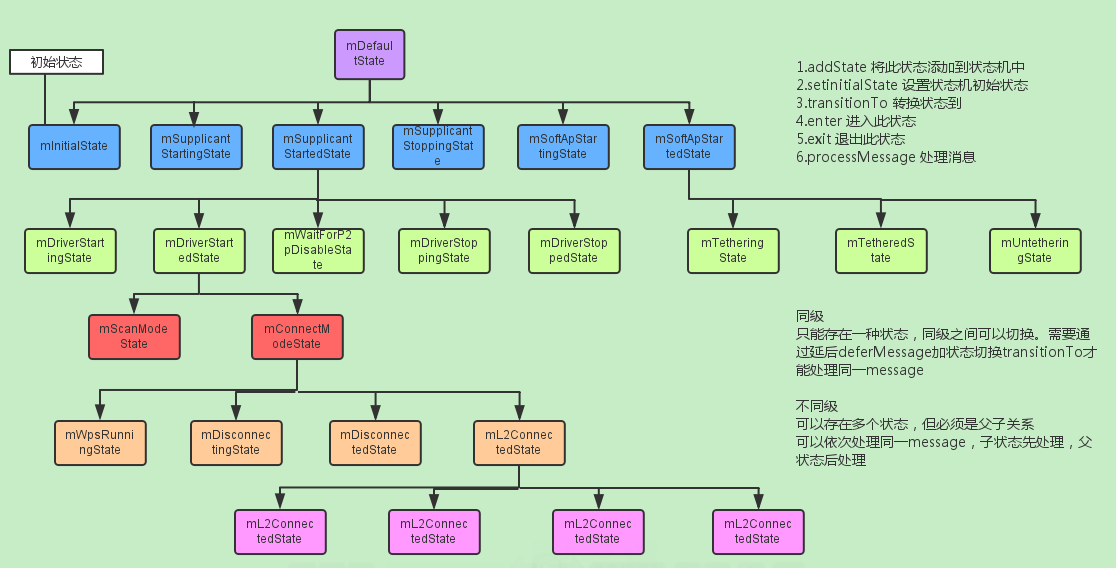 mDefau
ltState
初始状态
mInitialState
mSupplicant
StartingState
mSupplicant
StartedState
mSupplicant
StoppingStat
e
mSoftApStar
tingState
mSoftApStar
tedState
1.addState 将此状态添加到状态机中
2.setinitialState 设置状态机初始状态
3.transitionTo 转换状态到
4.enter 进入此状态
5.exit 退出此状态
6.processMessage 处理消息
mDriverStart
ingState
mDriverStart
edState
mWaitForP2
pDisableSta
te
mDriverStop
pingState
mDriverStop
pedState
mTethering
State
mTetheredS
tate
mUntetherin
gState
mScanMode
State
mConnectM
odeState
同级
只能存在一种状态，同级之间可以切换。需要通
过延后deferMessage加状态切换transitionTo才
能处理同一message
不同级
可以存在多个状态，但必须是父子关系
可以依次处理同一message，子状态先处理，父
状态后处理
mWpsRunni
ngState
mDisconnec
tingState
mDisconnec
tedState
mL2Connec
tedState
mL2Connec
tedState
mL2Connec
tedState
mL2Connec
tedState
mL2Connec
tedState